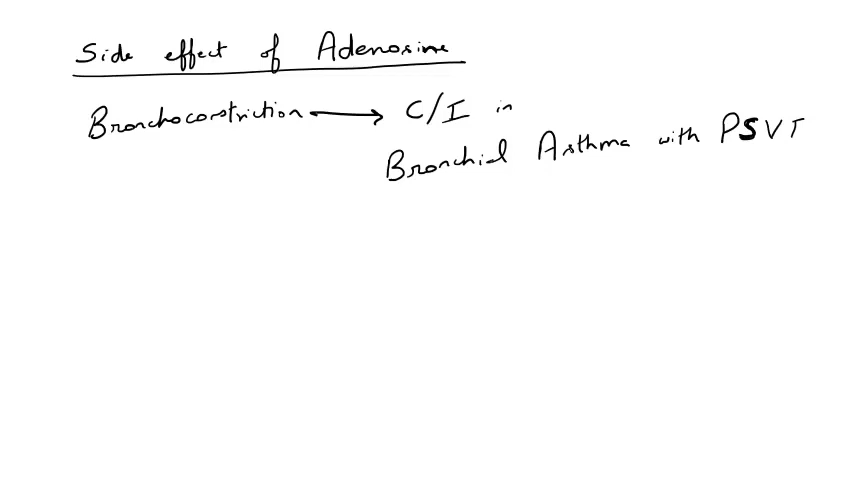 Side effect of Adenosine
Bronchoconstriction → C/I in
Bronchial Asthma with PSVT